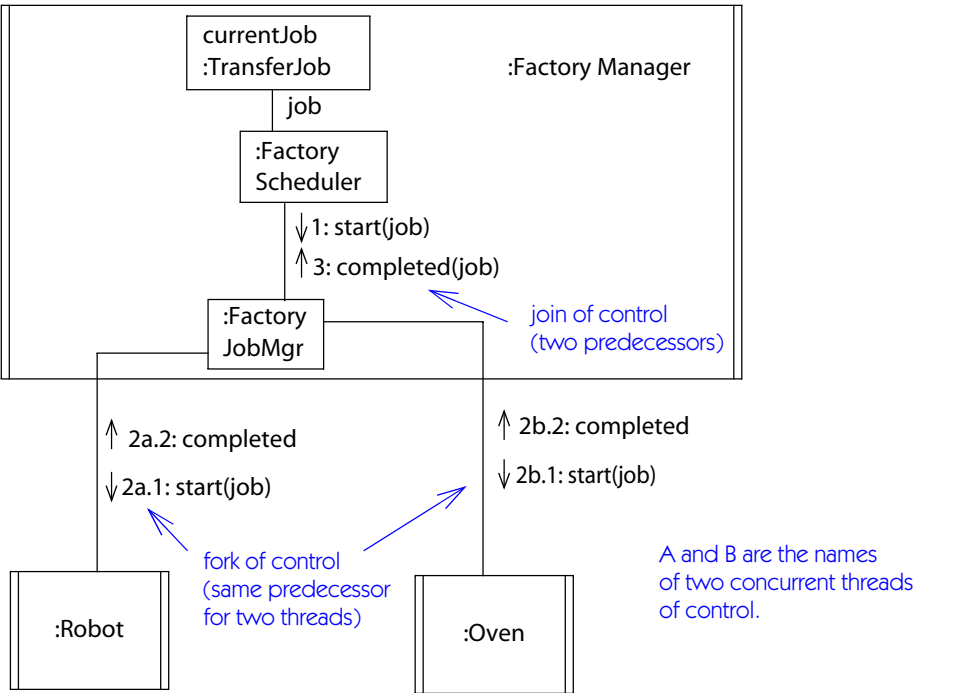 currentJob
:TransferJob
:Factory Manager
job
:Factory
Scheduler
1: start(job)
3: completed(job)
:Factory
JobMgr
join of control
(two predecessors)
2a.2: completed
2b.2: completed
2a.1: start(job)
2b.1: start(job)
fork of control
(same predecessor
for two threads)
A and B are the names
of two concurrent threads
of control.
:Robot
:Oven